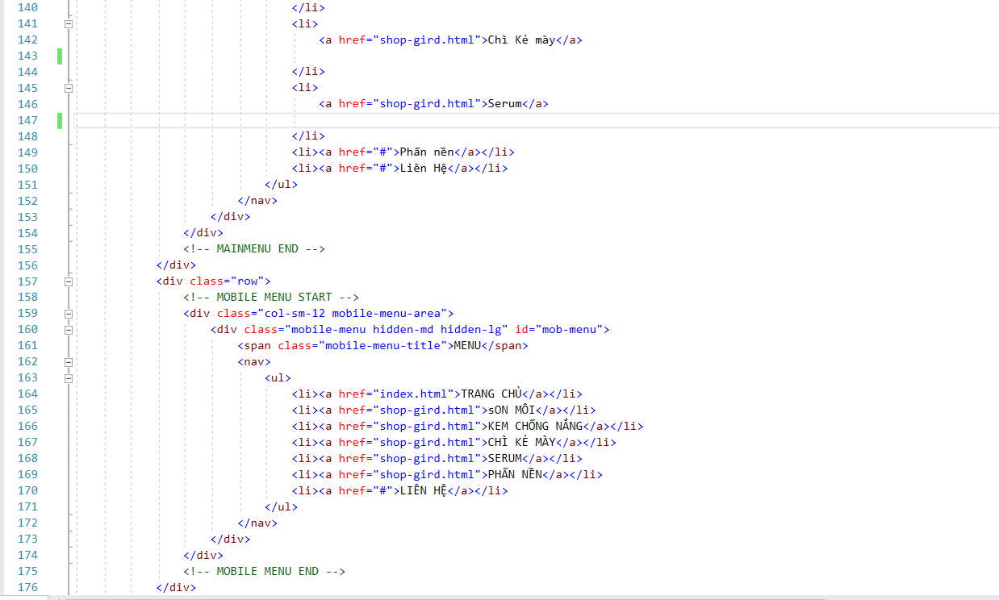 140 </li>
141 <li>
142 <a href="shop-gird.html">Chì Kẻ mày</a>
143
144 </li>
145 <li>
146 <a href="shop-gird.html">Serum</a>
147
148 </li>
149 <li><a href="#">Phấn nền</a></li>
150 <li><a href="#">Liên Hệ</a></li>
151 </ul>
152 </nav>
153 </div>
154 </div>
155 <!-- MAINMENU END -->
156 </div>
157 <div class="row">
158 <!-- MOBILE MENU START -->
159 <div class="col-sm-12 mobile-menu-area">
160 <div class="mobile-menu hidden-md hidden-lg" id="mob-menu">
161 <span class="mobile-menu-title">MENU</span>
162 <nav>
163 <ul>
164 <li><a href="index.html">TRANG CHỦ</a></li>
165 <li><a href="shop-gird.html">sON MÔI</a></li>
166 <li><a href="shop-gird.html">KEM CHỐNG NẲNG</a></li>
167 <li><a href="shop-gird.html">CHÌ KẺ MÀY</a></li>
168 <li><a href="shop-gird.html">SERUM</a></li>
169 <li><a href="shop-gird.html">PHẤN NỀN</a></li>
170 <li><a href="#">LIÊN HỆ</a></li>
171 </ul>
172 </nav>
173 </div>
174 </div>
175 <!-- MOBILE MENU END -->
176 </div>